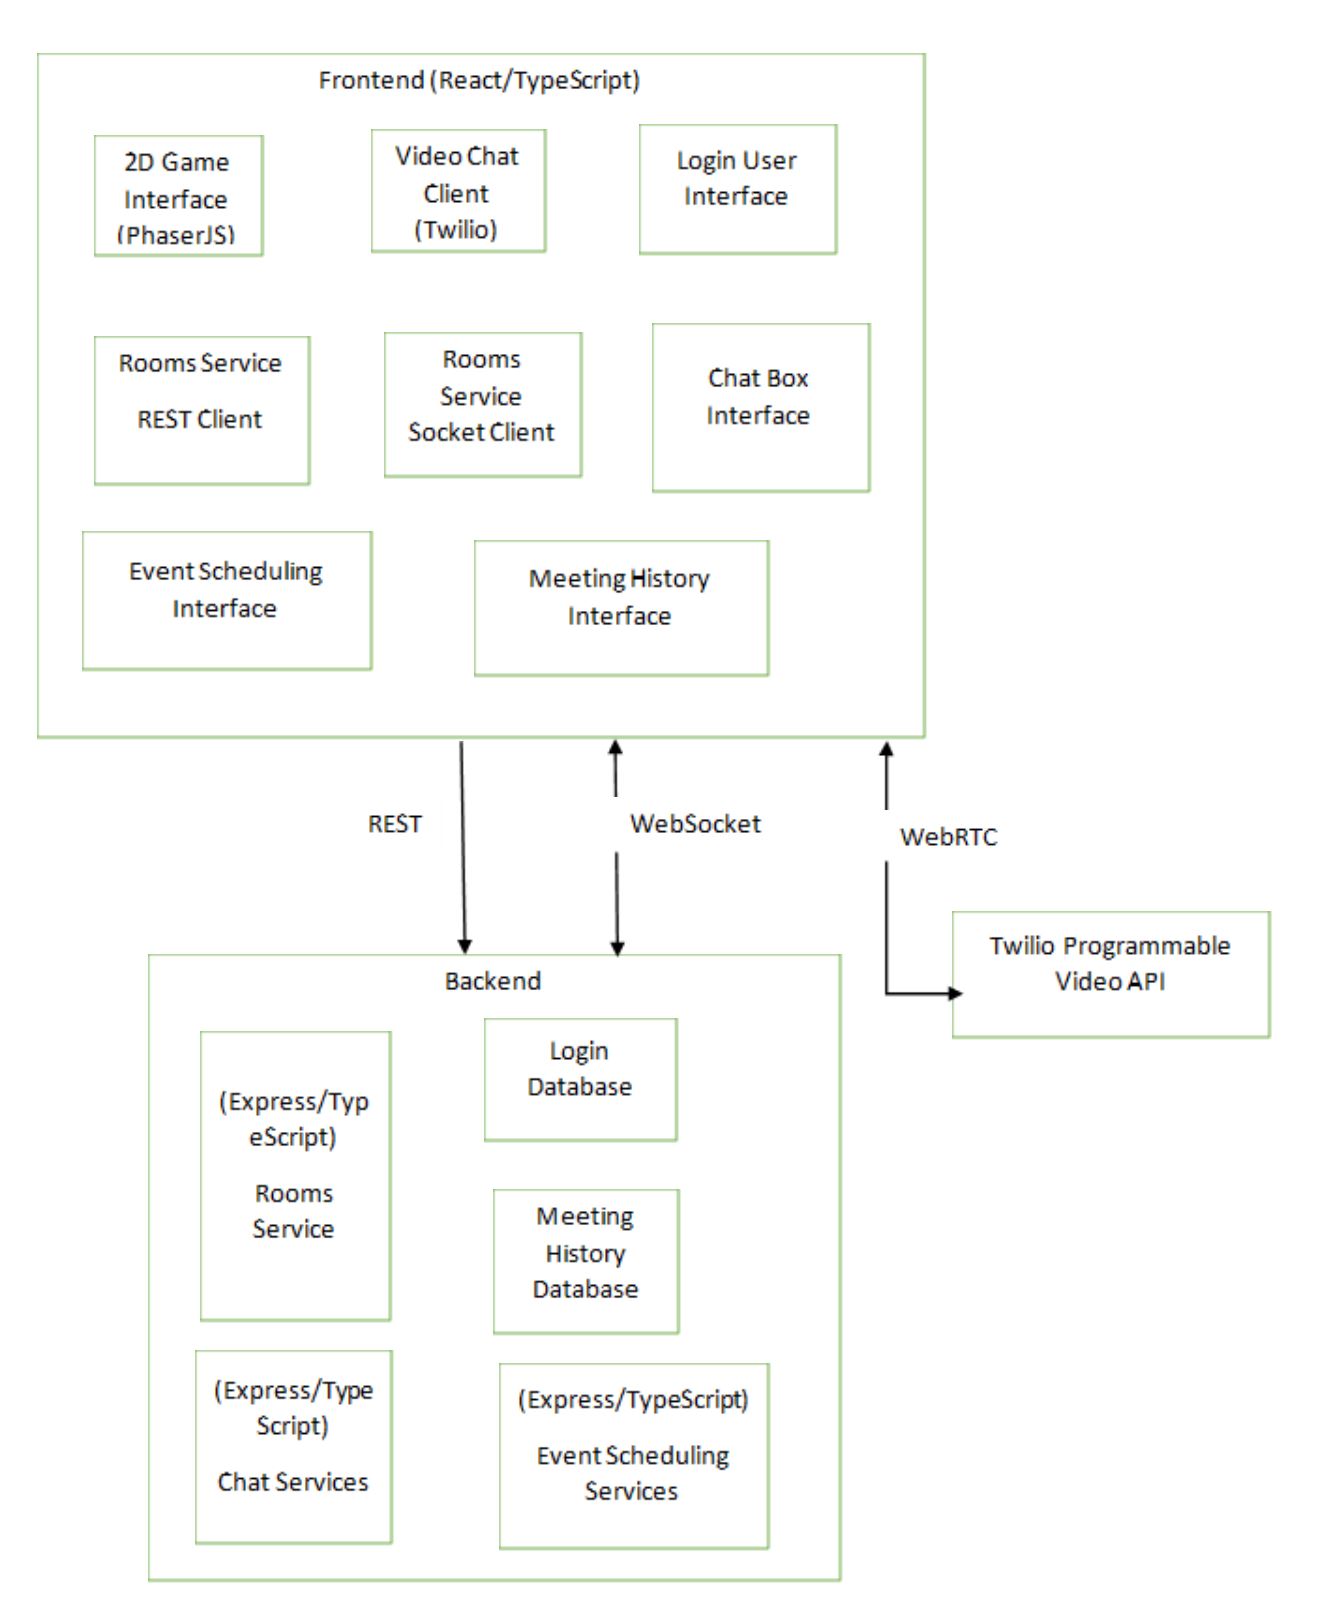 Frontend (React/TypeScript)
2D Game
Interface
(PhaserJS)
Video Chat
Client
(Twilio)
Login User
Interface
Rooms Service
REST Client
Rooms
Service
Socket Client
Chat Box
Interface
Event Scheduling
Interface
Meeting History
Interface
REST
WebSocket
WebRTC
Twilio Programmable
Video API
Backend
(Express/Typ
eScript)
Rooms
Service
Login
Database
Meeting
History
Database
(Express/Type
Script)
Chat Services
(Express/TypeScript)
Event Scheduling
Services